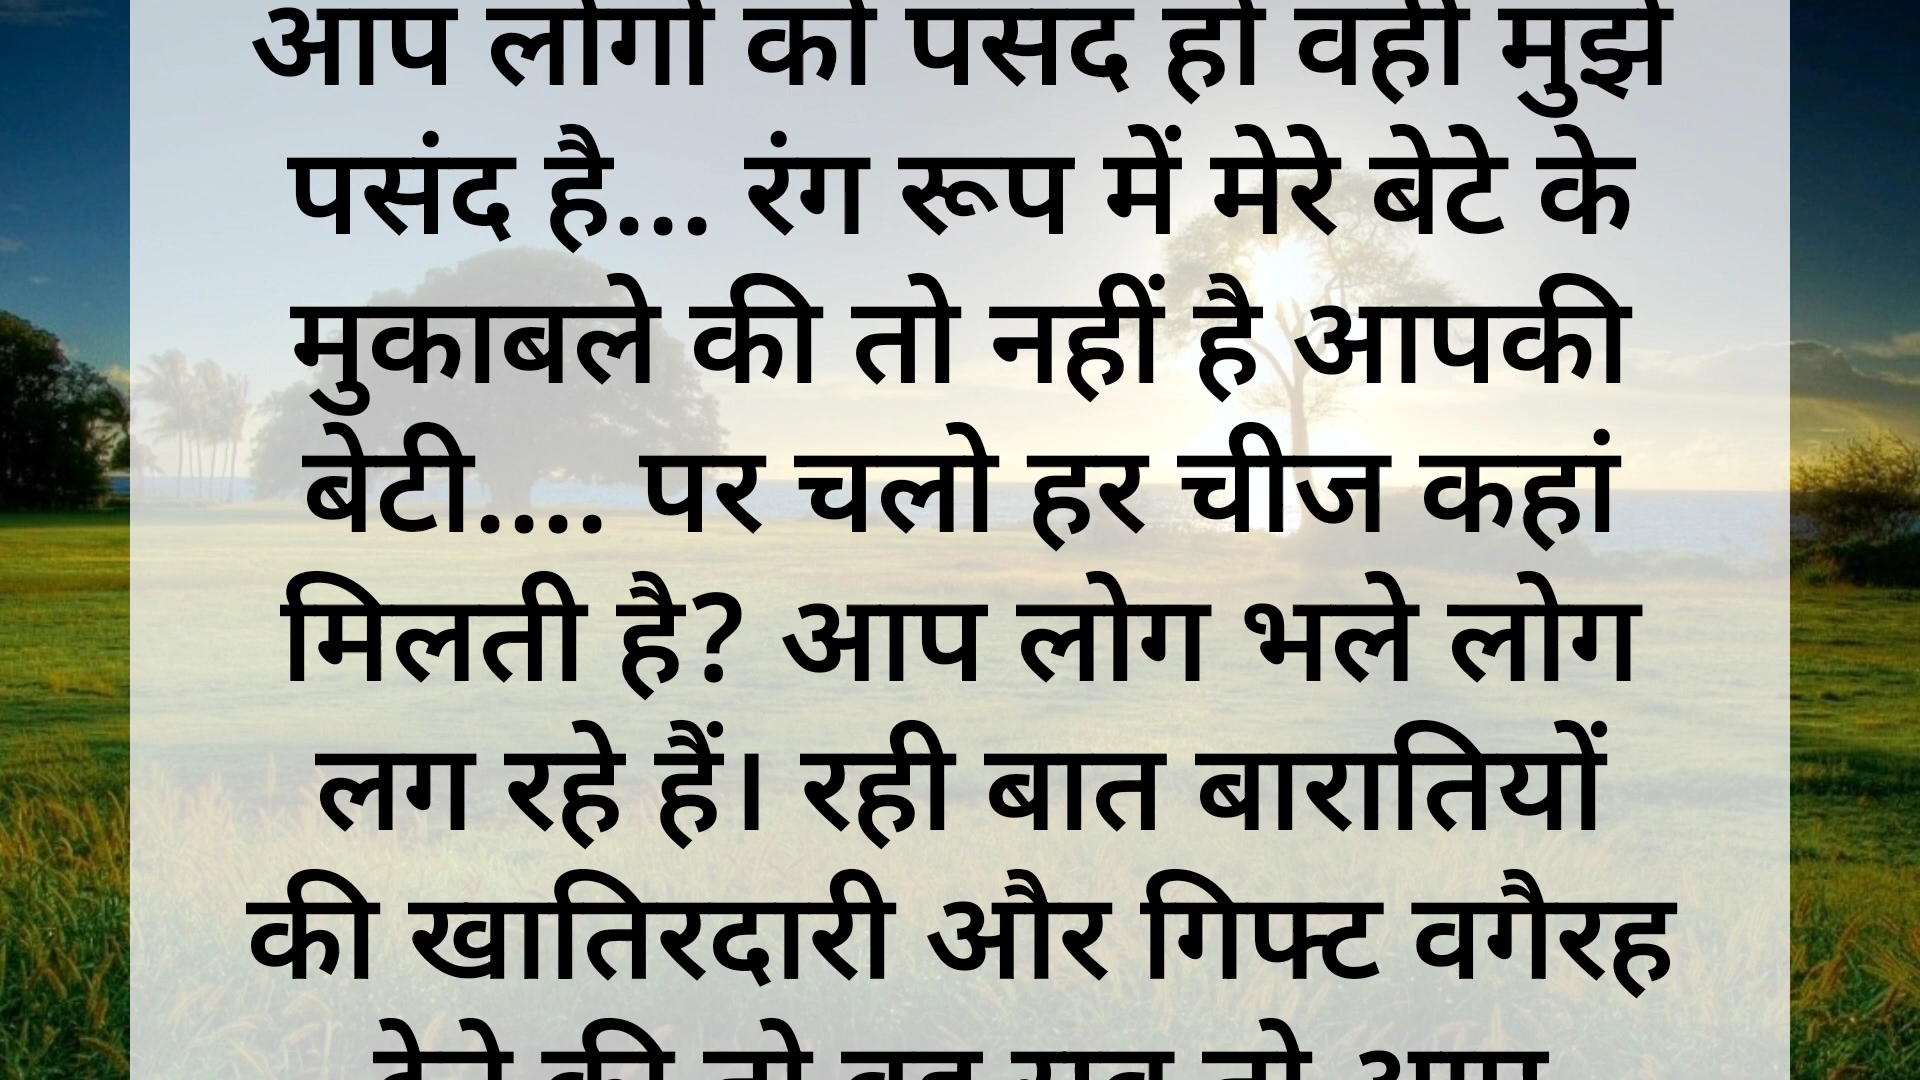 आप लोगों को पसंद हो वही मुझे
पसंद है... रंग रूप में मेरे बेटे के
मुकाबले की तो नहीं है आपकी
बेटी.... पर चलो हर चीज कहां
मिलती है? आप लोग भले लोग
लग रहे हैं। रही बात बारातियों
की खातिरदारी और गिफ्ट वगैरह